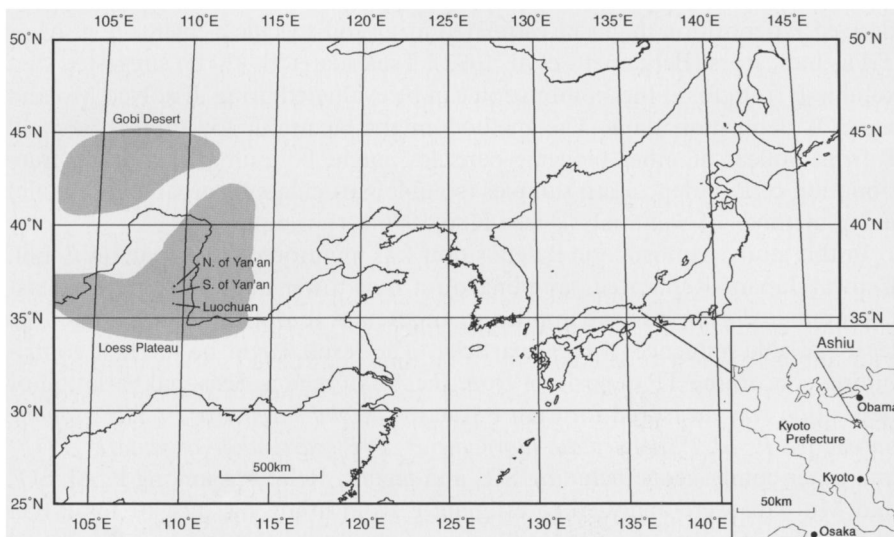 105°E 110°E 115°E 120°E 125°E 130°E 135°E 140°E 145°E
50°N 50°N
45°N 45°N
Gobi Desert
40°N 40°N
N. of Yan'an
S. of Yan'an
Luochuan
35°N 35°N
Loess Plateau
30°N
25°N
500km
105°E 110°E 115°E 120°E 125°E 130°E 135°E 140°E
Ashiu
Obama
Kyoto
Prefecture
Kyoto
50km
Osaka